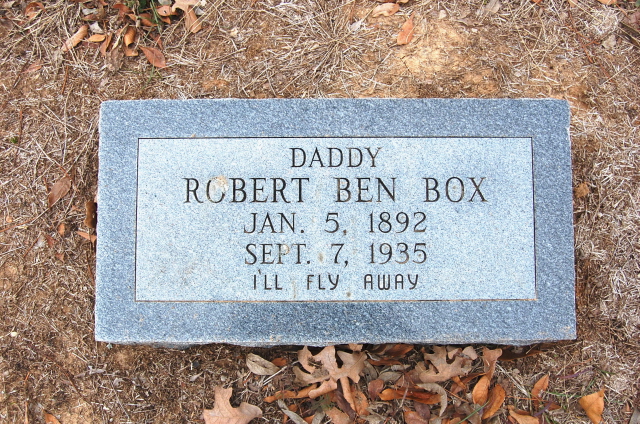 DADDY
ROBERT BEN BOX
JAN. 5, 1892
SEPT. 7, 1935
I'LL FLY AWAY